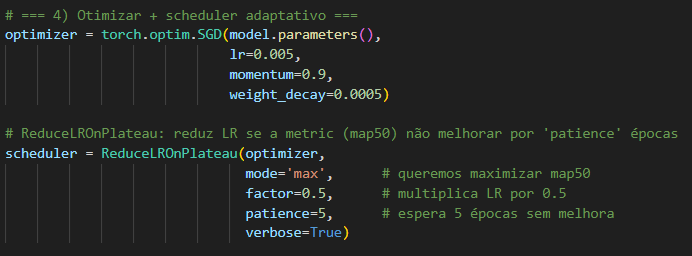 # === 4) Otimizar + scheduler adaptativo ===
optimizer = torch.optim.SGD(model.parameters(),
lr=0.005,
momentum=0.9,
weight_decay=0.0005)
# ReduceLROnPlateau: reduz LR se a metric (map50) não melhorar por 'patience' épocas
scheduler = ReduceLROnPlateau(optimizer,
mode='max',      # queremos maximizar map50
factor=0.5,      # multiplica LR por 0.5
patience=5,      # espera 5 épocas sem melhora
verbose=True)